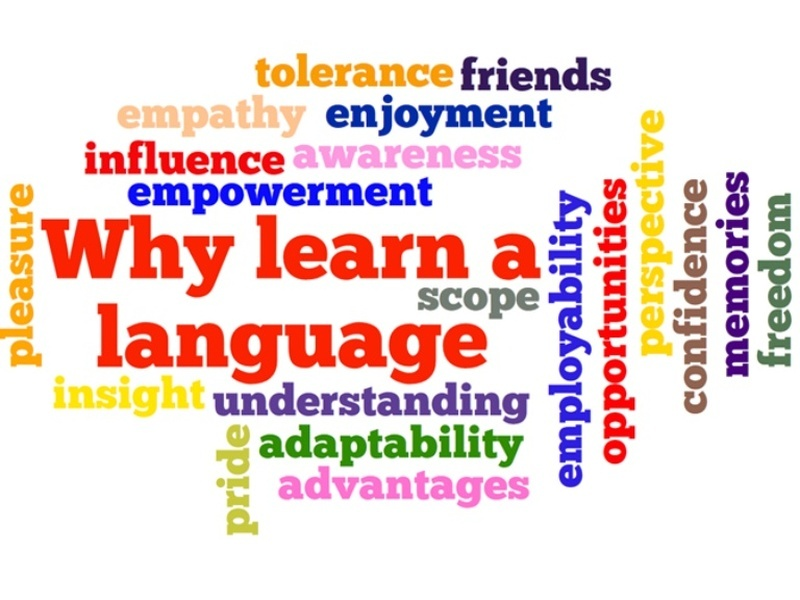 tolerance friends
empathy enjoyment
influence awareness
empowerment
pleasure
Why learn a
scope
language
insight understanding
adaptability
pride
advantages
employability
opportunities
perspective
confidence
memories
freedom